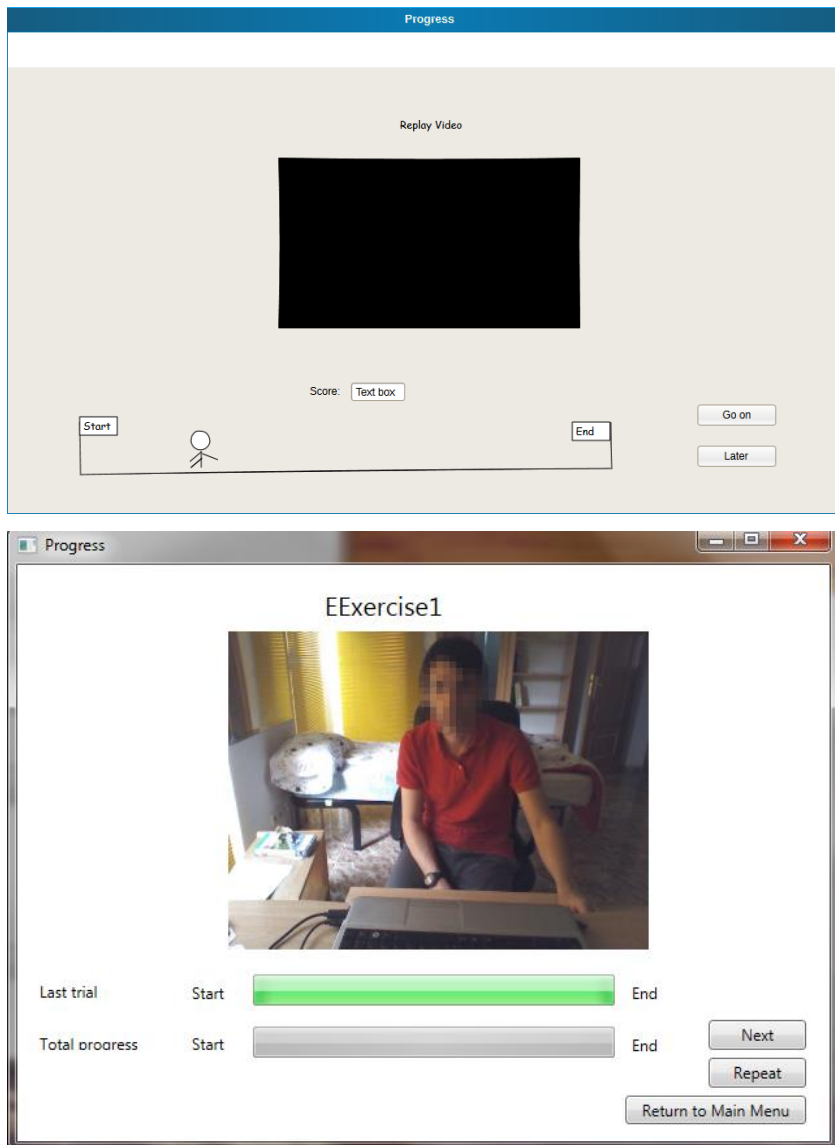 Progress
Replay Video
Score: Text box
Start
End
Go on
Later
Progress
EExercise1
Last trial Start End
Total progress Start End
Next
Repeat
Return to Main Menu